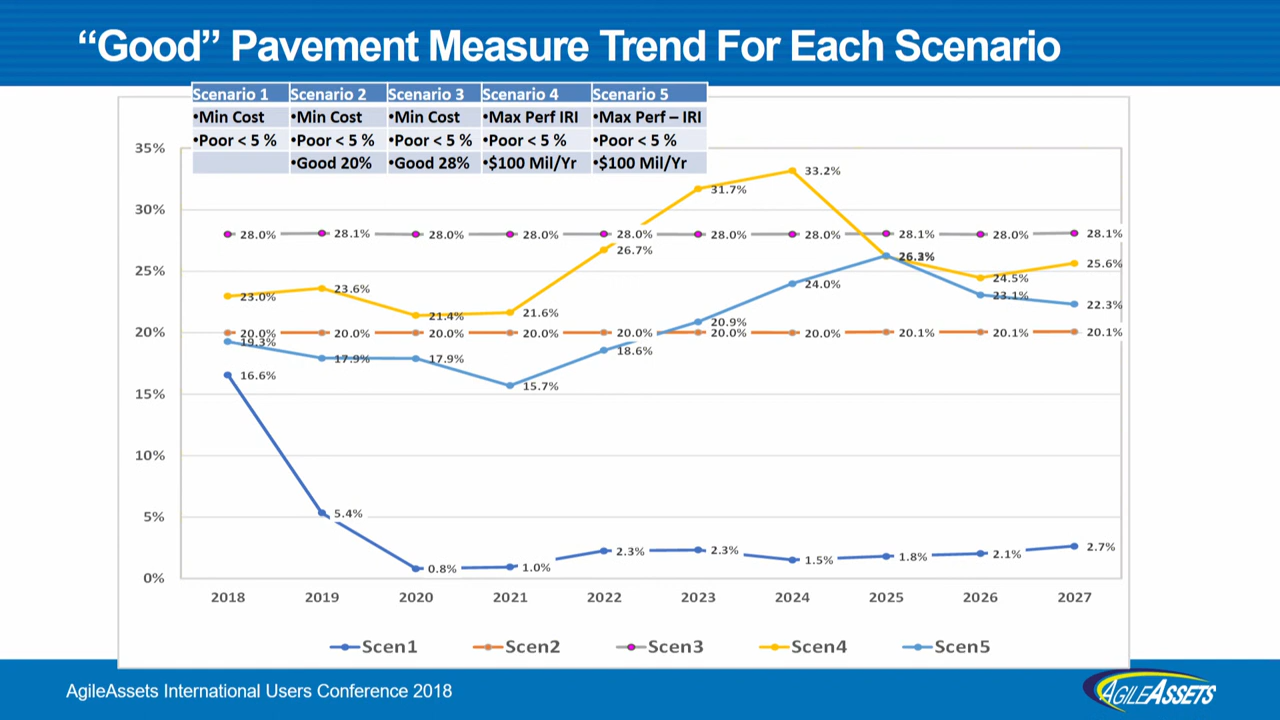 “Good” Pavement Measure Trend For Each Scenario
Scenario 1 Scenario 2 Scenario 3 Scenario 4 Scenario 5
•Min Cost •Min Cost •Min Cost •Max Perf IRI •Max Perf – IRI
•Poor < 5 % •Poor < 5 % •Poor < 5 % •Poor < 5 % •Poor < 5 %
•Good 20% •Good 28% •$100 Mil/Yr •$100 Mil/Yr
35%
33.2%
31.7%
30%
28.0% 28.1% 28.0% 28.0% 28.0% 28.0% 28.0% 28.1% 28.0% 28.1%
26.7%
25.6%
25%
24.5%
23.0% 23.6% 24.0% 23.1%
21.4% 21.6% 22.3%
20.9%
20%
20.0% 20.0% 20.0% 20.0% 20.0% 20.0% 20.0% 20.1% 20.1% 20.1%
19.3% 17.9% 17.9% 18.6%
16.6% 15.7%
15%
10%
5%
5.4%
0.8% 1.0% 2.3% 2.3% 1.5% 1.8% 2.1% 2.7%
0%
2018 2019 2020 2021 2022 2023 2024 2025 2026 2027
Scen1 Scen2 Scen3 Scen4 Scen5
AgileAssets International Users Conference 2018
AGILEASSETS